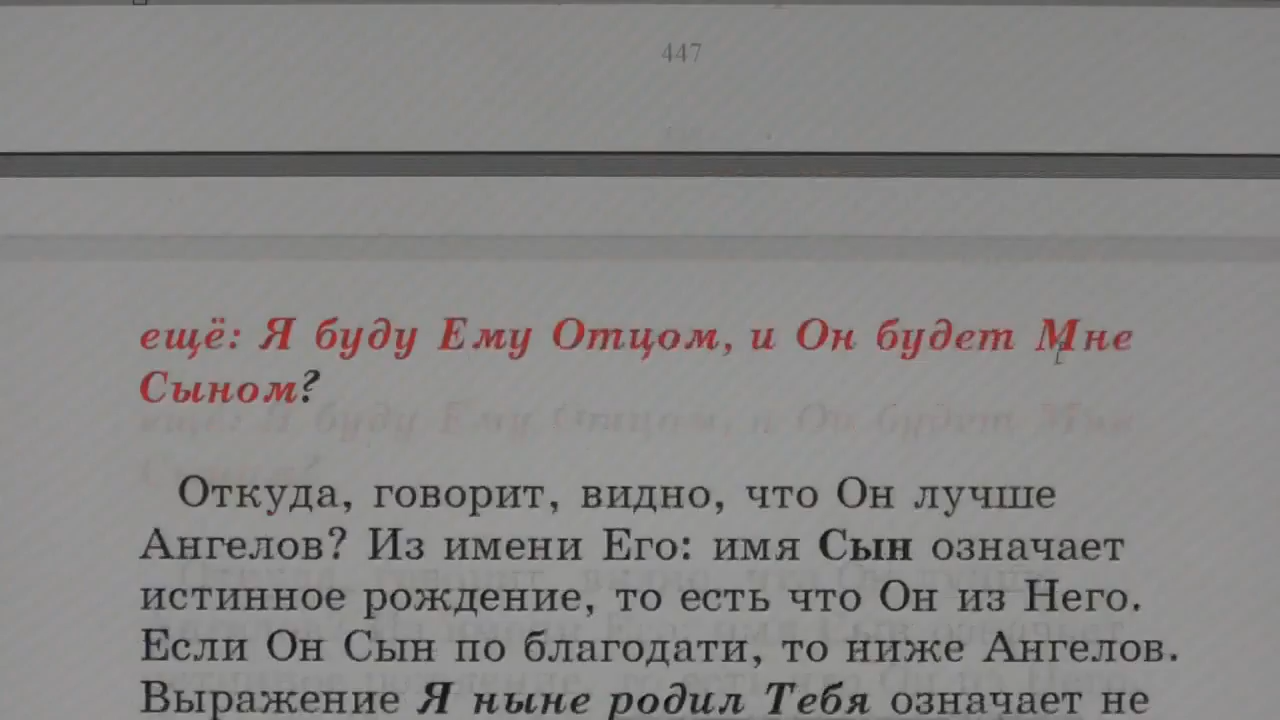 447
ещё: Я буду Ему Отцом, и Он будет Мне
Сыном?
Откуда, говорит, видно, что Он лучше
Ангелов? Из имени Его: имя Сын означает
истинное рождение, то есть что Он из Него.
Если Он Сын по благодати, то ниже Ангелов.
Выражение Я ныне родил Тебя означает не